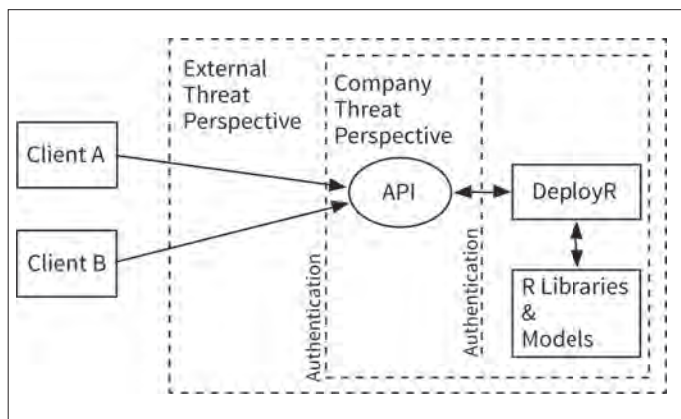 External
Threat
Perspective
Company
Threat
Perspective
Client A
API
DeployR
Client B
Authentication
Authentication
R Libraries
&
Models